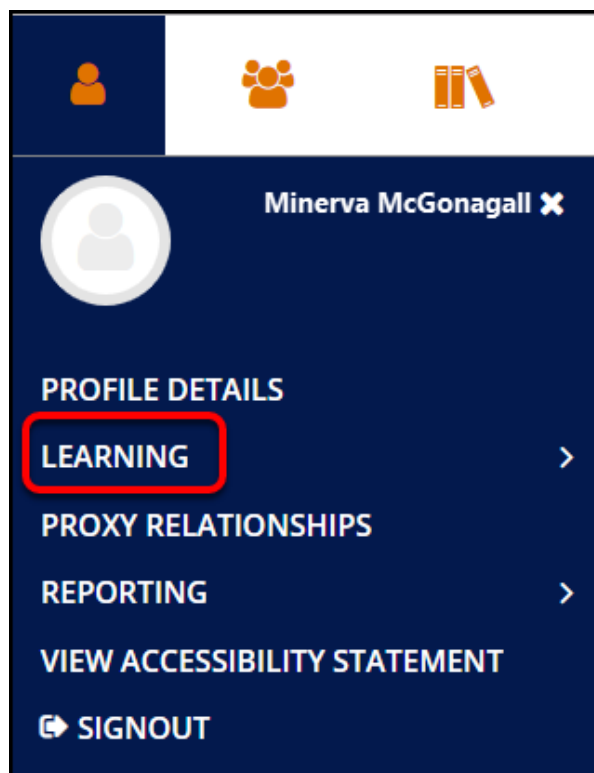 Minerva McGonagall
PROFILE DETAILS
LEARNING
PROXY RELATIONSHIPS
REPORTING
VIEW ACCESSIBILITY STATEMENT
SIGNOUT